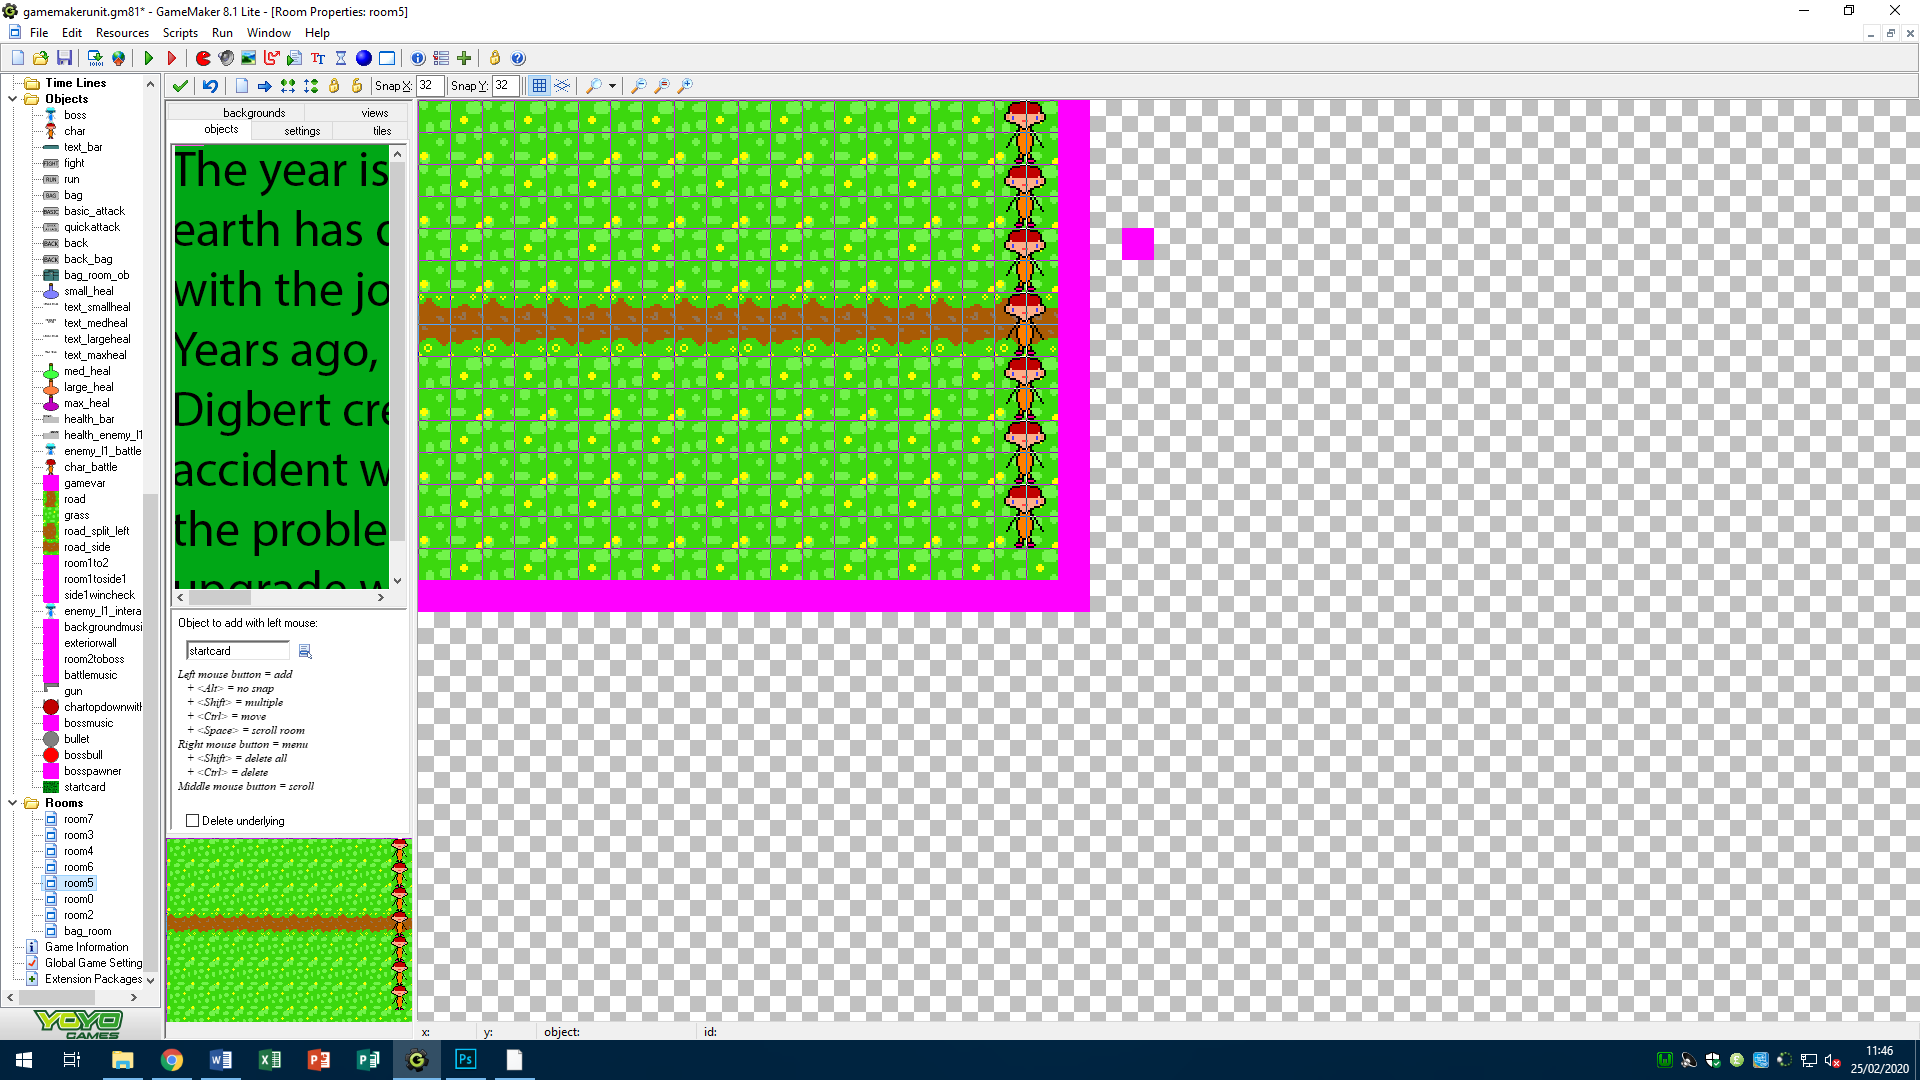 gamemakerunit.gm81* - GameMaker 8.1 Lite - [Room Properties: room5]
File Edit Resources Scripts Run Window Help
Snap X: 32 Snap Y: 32
Time Lines
Objects
boss
char
text_bar
fight
run
bag
basic_attack
quickattack
back
back_bag
bag_room_ob
small_heal
text_smallheal
text_medheal
text_largeheal
text_maxheal
med_heal
large_heal
max_heal
health_bar
health_enemy_l1
enemy_l1_battle
char_battle
gamevar
road
grass
road_split_left
road_side
room1to2
room1toside1
side1wincheck
enemy_l1_intera
backgroundmusi
exteriorwall
room2toboss
battlemusic
gun
chartopdownwith
bossmusic
bullet
bossbull
bosspawner
startcard
Rooms
room7
room3
room4
room6
room5
room0
room2
bag_room
Game Information
Global Game Setting
Extension Packages
YOYO
GAMES
backgrounds views
objects settings tiles
The year is
earth has c
with the jo
Years ago,
Digbert cre
accident w
the proble
upgrade w
Object to add with left mouse:
startcard
Left mouse button = add
+ <Alt> = no snap
+ <Shift> = multiple
+ <Ctrl> = move
+ <Space> = scroll room
Right mouse button = menu
+ <Shift> = delete all
+ <Ctrl> = delete
Middle mouse button = scroll
Delete underlying
x: y: object: id:
11:46
25/02/2020